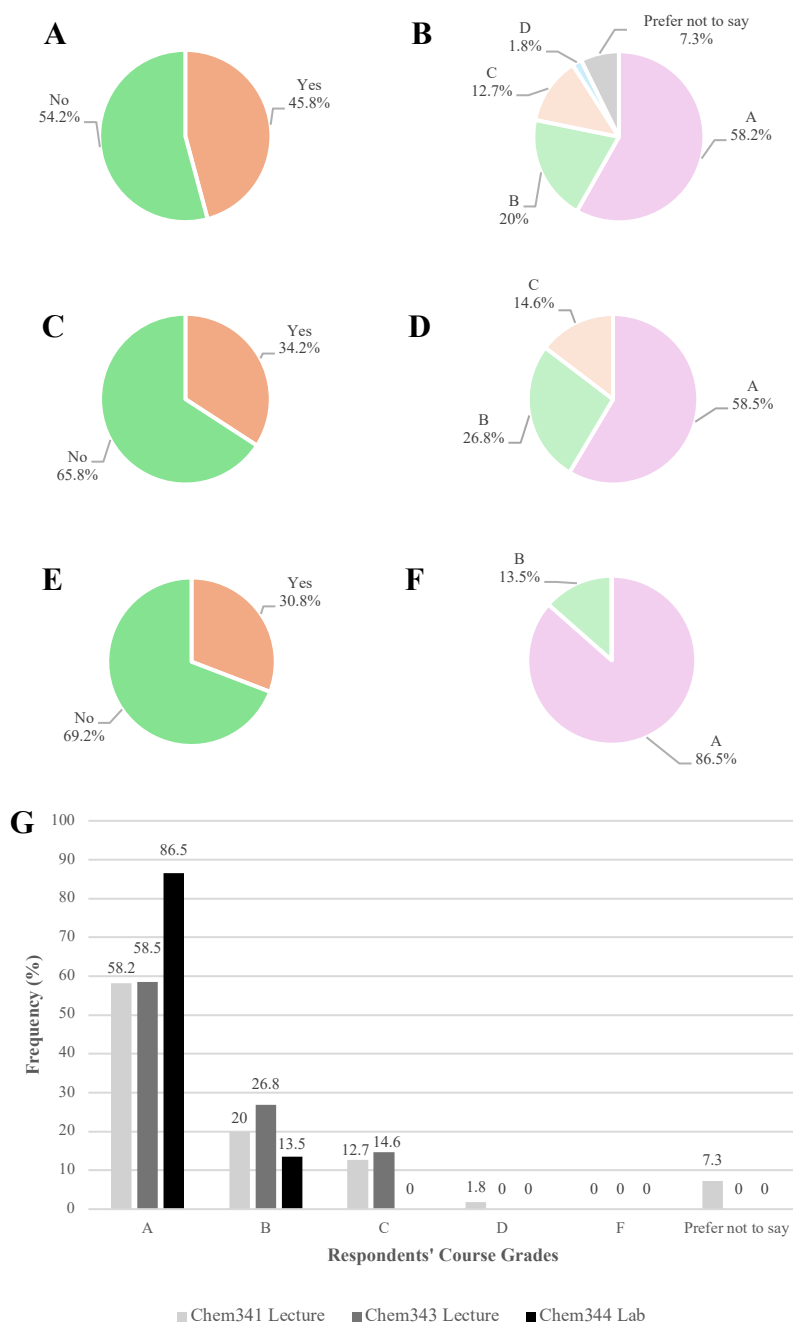 A
No
54.2%
Yes
45.8%
B
D
1.8%
Prefer not to say
7.3%
C
12.7%
A
58.2%
B
20%
C
Yes
34.2%
No
65.8%
D
C
14.6%
A
58.5%
B
26.8%
E
Yes
30.8%
No
69.2%
F
B
13.5%
A
86.5%
G
Frequency (%)
100
90
80
70
60
50
40
30
20
10
0
58.2
58.5
86.5
20
26.8
13.5
12.7
14.6
0
1.8
0
0
0
0
0
7.3
0
0
A
B
C
D
F
Prefer not to say
Respondents' Course Grades
Chem341 Lecture
Chem343 Lecture
Chem344 Lab